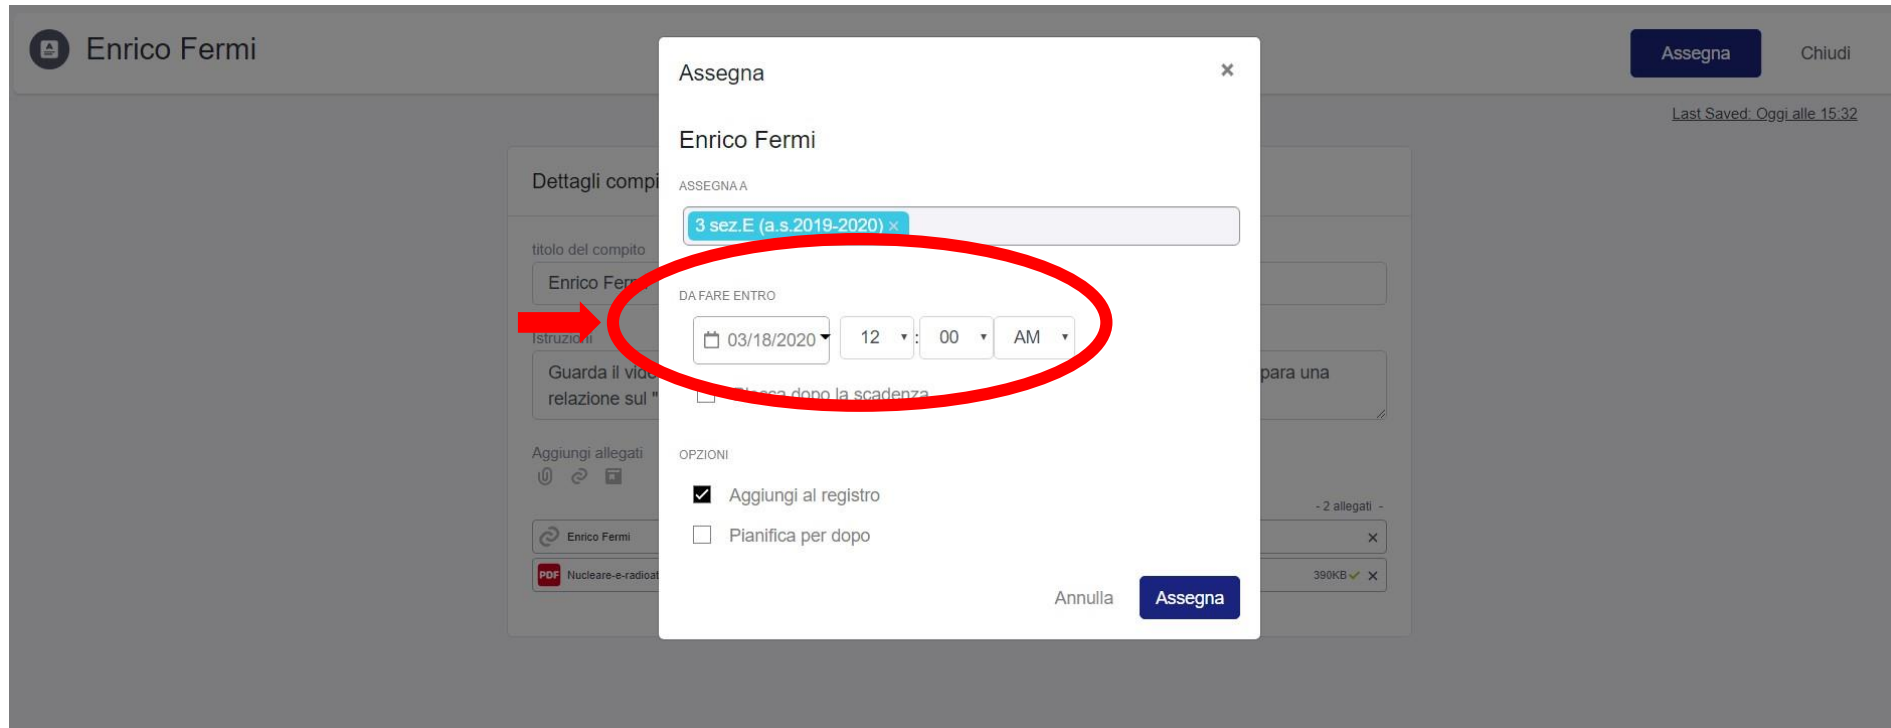 Enrico Fermi
Assegna
Chiudi
Last Saved: Oggi alle 15:32
Dettagli compi
titolo del compito
Enrico
Istruzioni
Guarda il
relazione sul "
para una
Aggiungi allegati
- 2 allegati -
Enrico Fermi
PDF Nucleare-e-radioat
390KB
Assegna
Enrico Fermi
ASSEGNA A
3 sez.E (a.s.2019-2020) ×
DA FARE ENTRO
03/18/2020 12 : 00 AM
dopo la scadenza
OPZIONI
Aggiungi al registro
Pianifica per dopo
Annulla
Assegna